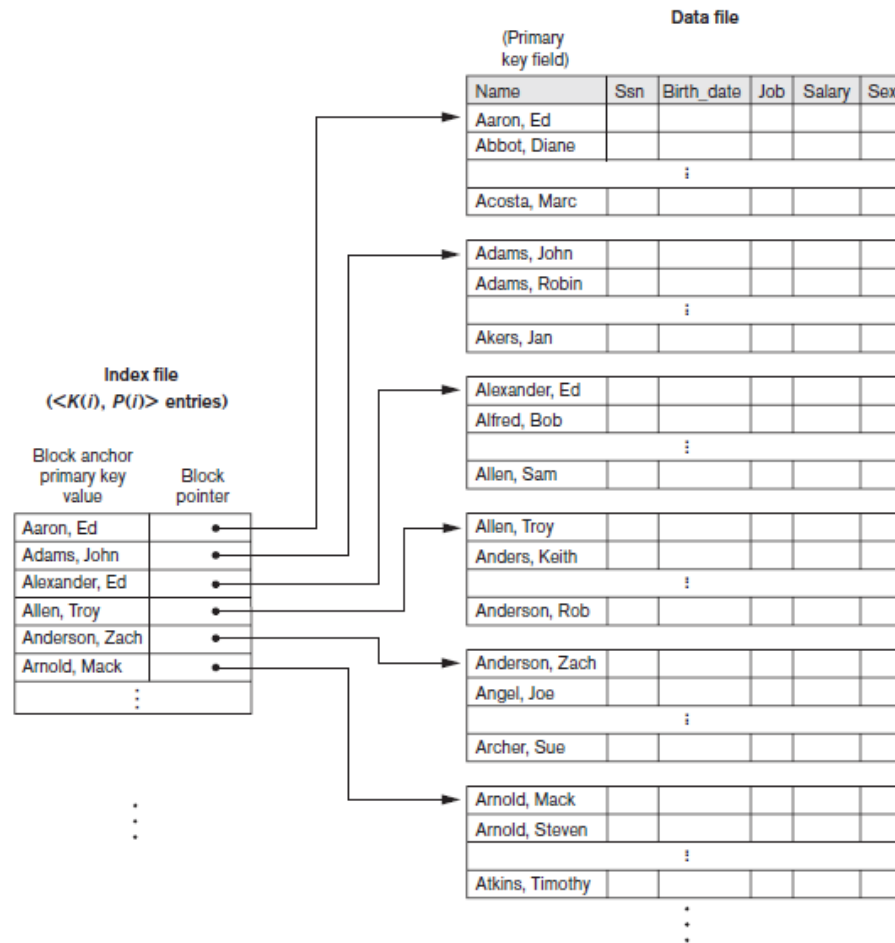 Data file
(Primary
key field)
Name Ssn Birth_date Job Salary Sex
Aaron, Ed
Abbot, Diane
⋮
Acosta, Marc
Adams, John
Adams, Robin
⋮
Akers, Jan
Alexander, Ed
Alfred, Bob
⋮
Allen, Sam
Allen, Troy
Anders, Keith
⋮
Anderson, Rob
Anderson, Zach
Angel, Joe
⋮
Archer, Sue
Arnold, Mack
Arnold, Steven
⋮
Atkins, Timothy
⋮
Index file
(<K(i), P(i)> entries)
Block anchor
primary key
value
Block
pointer
Aaron, Ed
Adams, John
Alexander, Ed
Allen, Troy
Anderson, Zach
Arnold, Mack
⋮
⋮